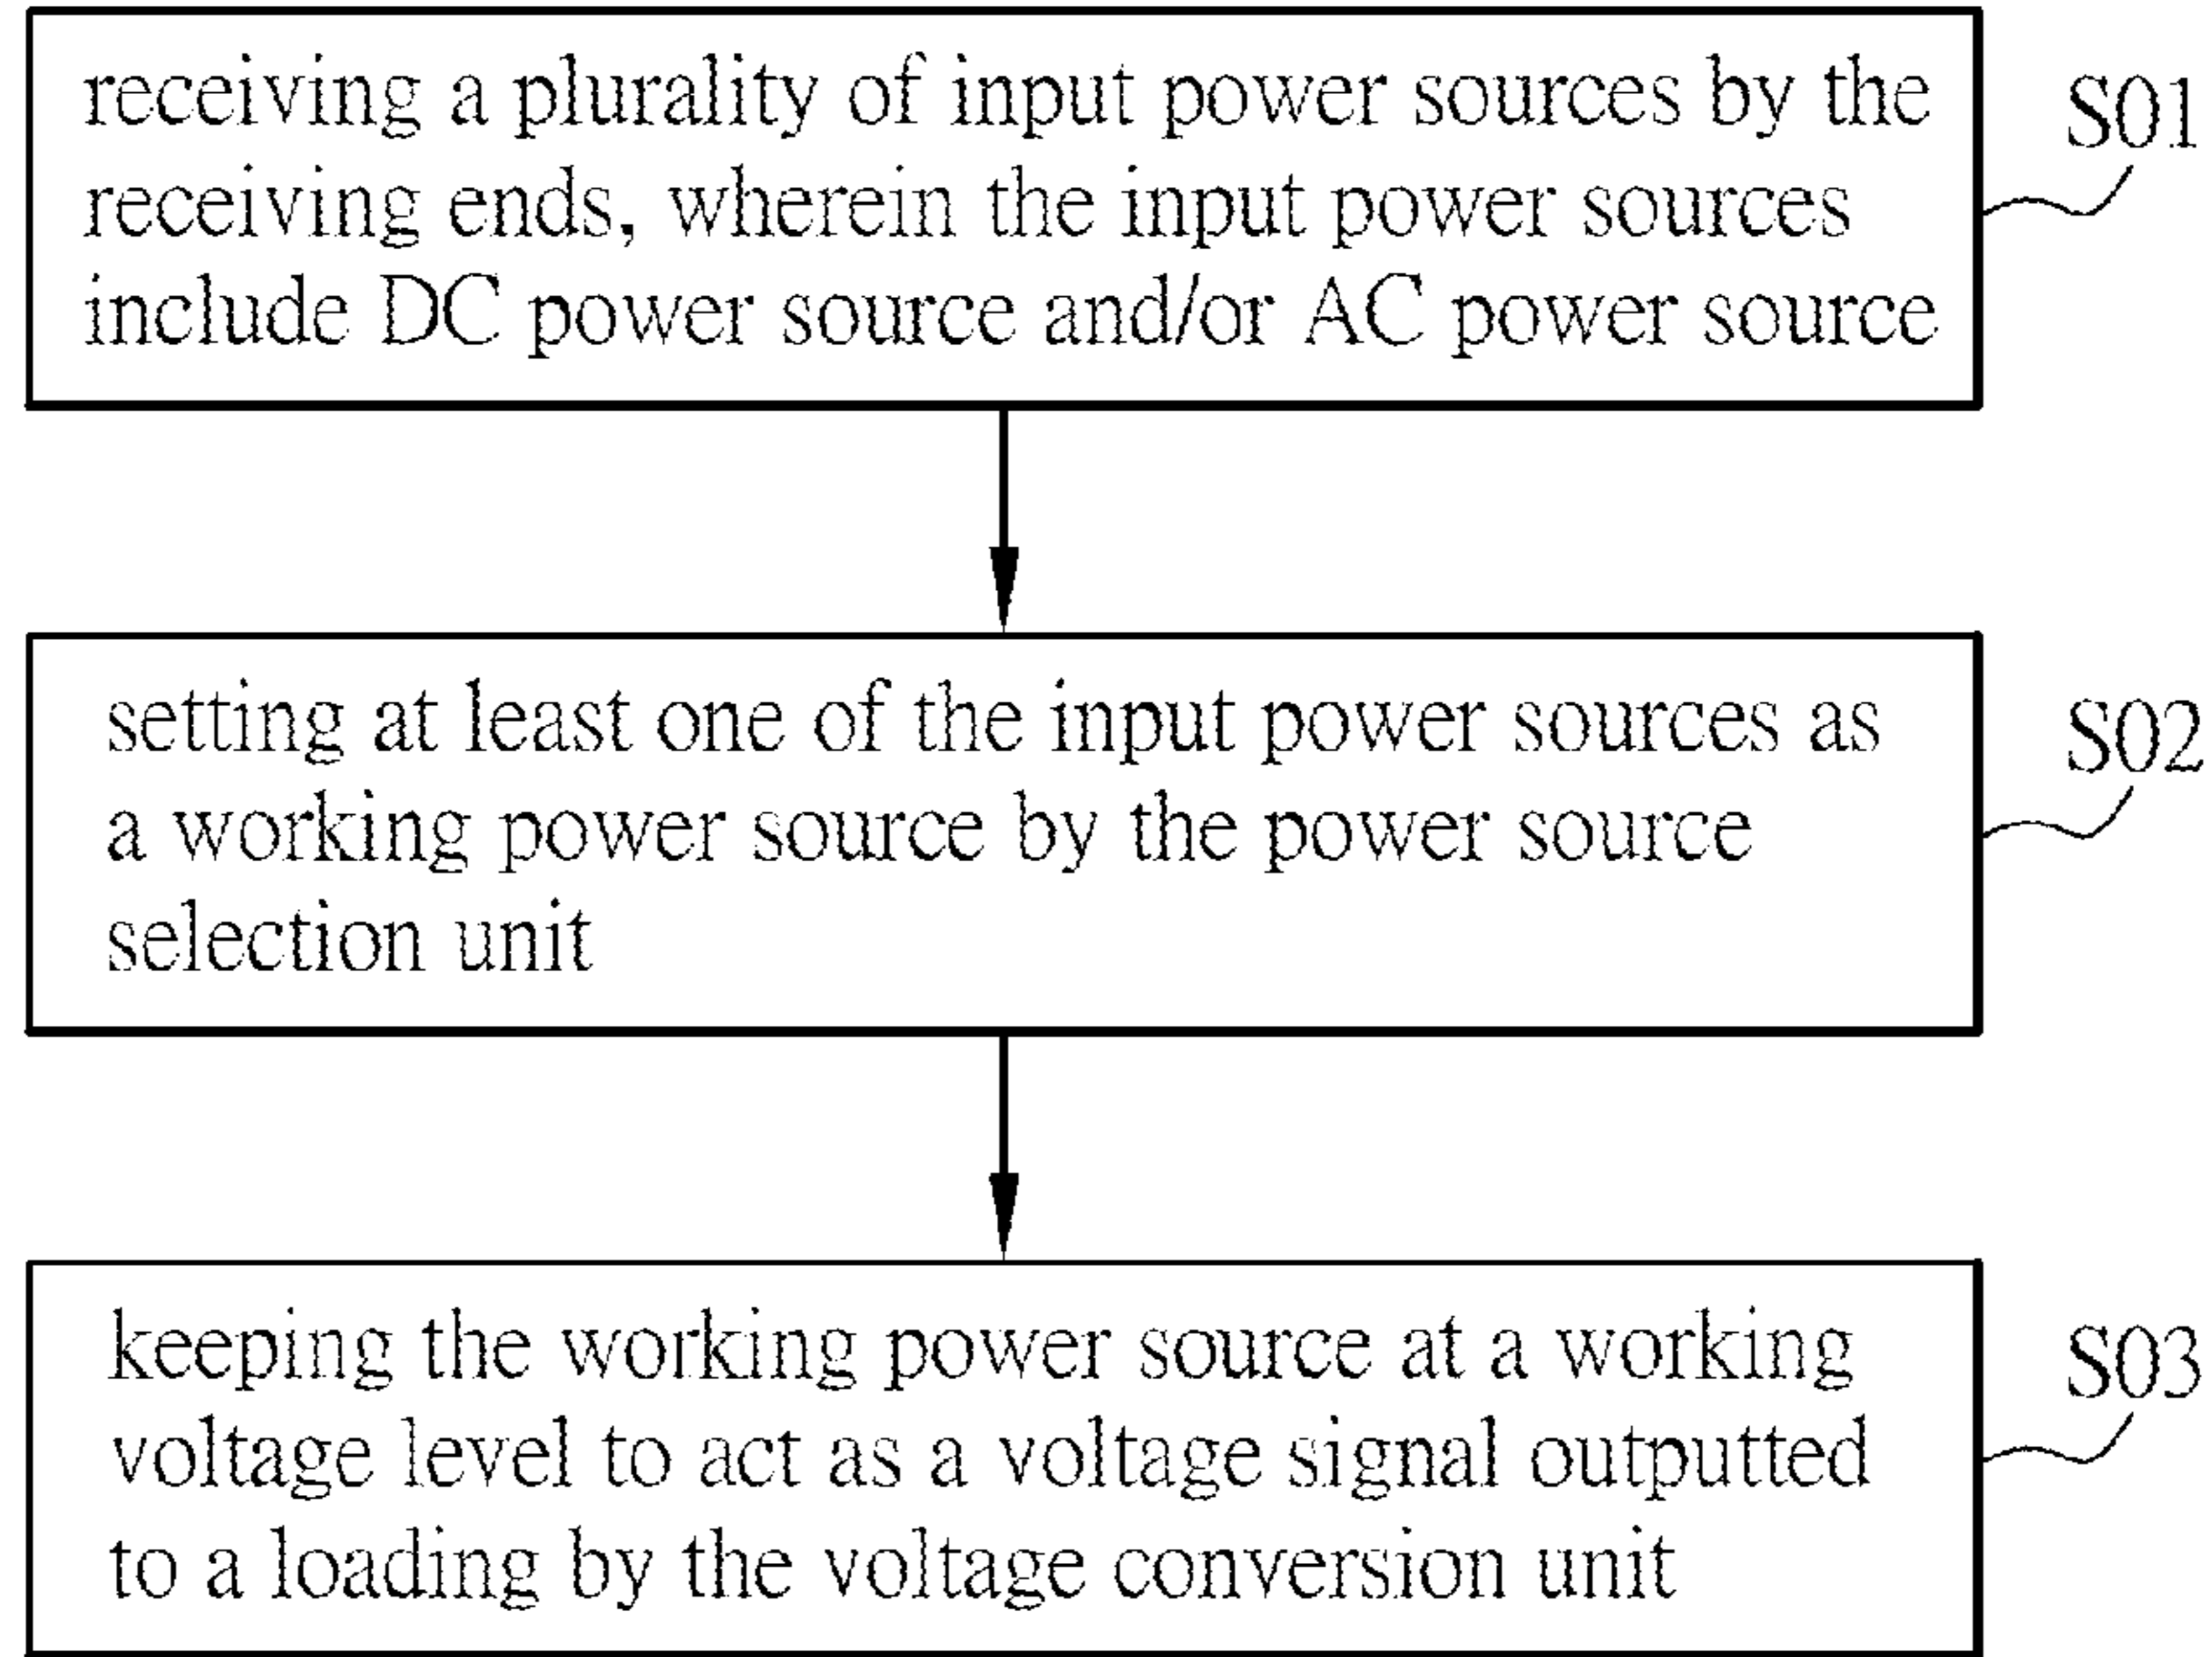 receiving a plurality of input power sources by the
receiving ends, wherein the input power sources
include DC power source and/or AC power source
S01
setting at least one of the input power sources as
a working power source by the power source
selection unit
S02
keeping the working power source at a working
voltage level to act as a voltage signal outputted
to a loading by the voltage conversion unit
S03